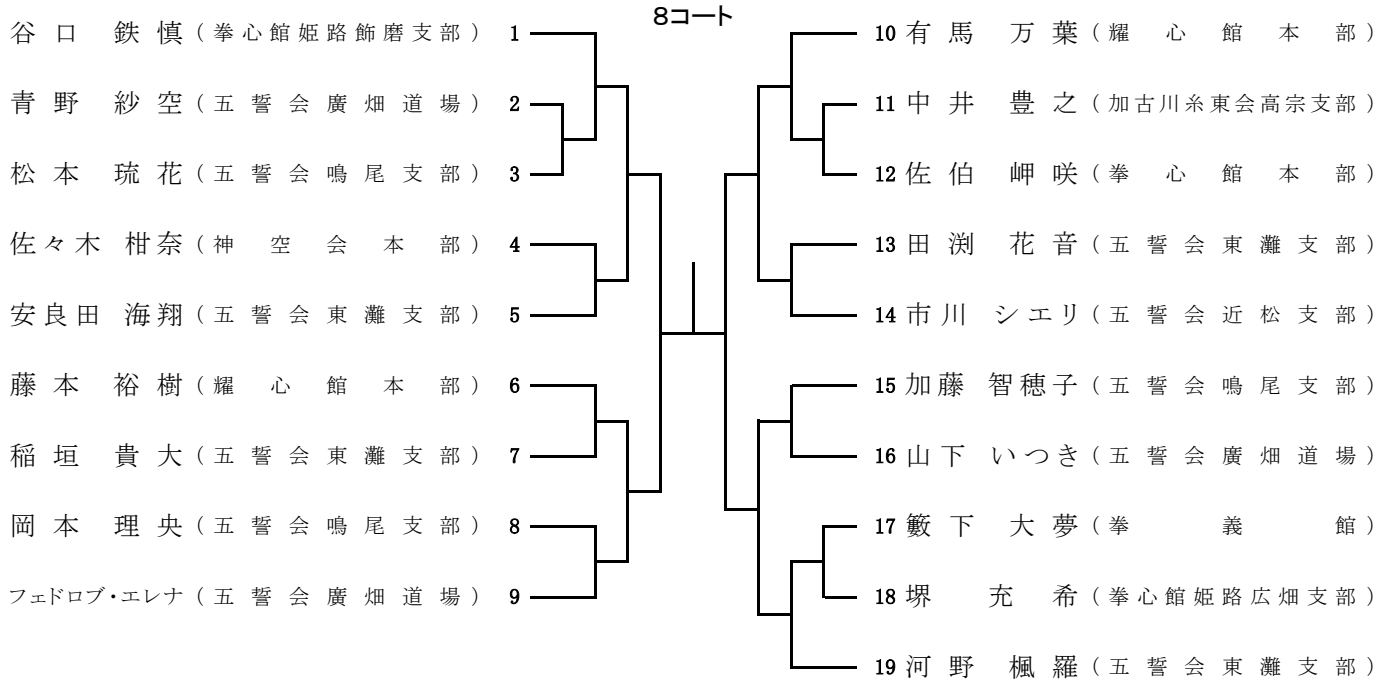 8コート
谷口 鉄慎 (拳心館姫路飾磨支部) 1
青野 紗空 (五誓会廣畑道場) 2
松本 琉花 (五誓会鳴尾支部) 3
佐々木 柑奈 (神空会本部) 4
安良田 海翔 (五誓会東灘支部) 5
藤本 裕樹 (耀心館本部) 6
稲垣 貴大 (五誓会東灘支部) 7
岡本 理央 (五誓会鳴尾支部) 8
フェドロブ・エレナ (五誓会廣畑道場) 9
10 有馬 万葉 (耀心館本部)
11 中井 豊之 (加古川糸東会高宗支部)
12 佐伯 岬咲 (拳心館本部)
13 田渕 花音 (五誓会東灘支部)
14 市川 シエリ (五誓会近松支部)
15 加藤 智穂子 (五誓会鳴尾支部)
16 山下 いつき (五誓会廣畑道場)
17 籔下 大夢 (拳義館)
18 堺 充希 (拳心館姫路広畑支部)
19 河野 楓羅 (五誓会東灘支部)